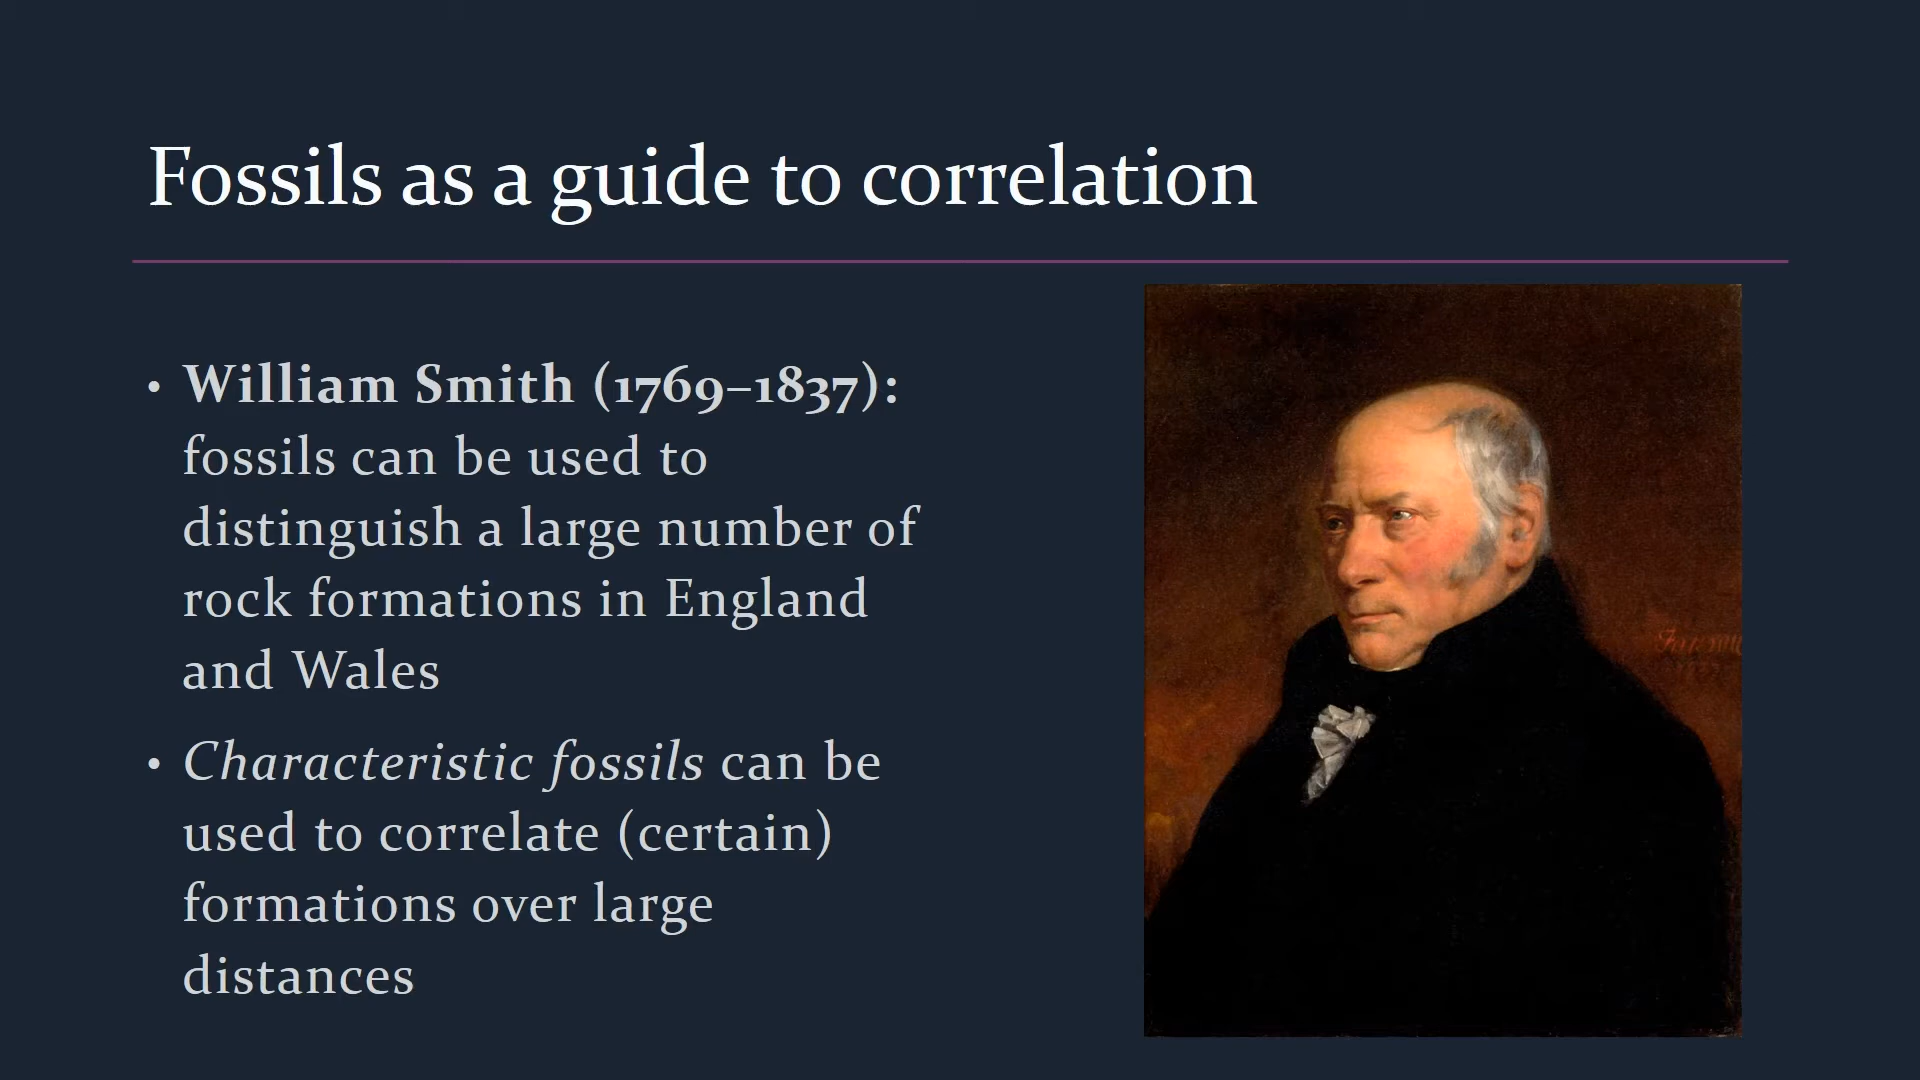 Fossils as a guide to correlation
• William Smith (1769–1837):
fossils can be used to
distinguish a large number of
rock formations in England
and Wales
• Characteristic fossils can be
used to correlate (certain)
formations over large
distances